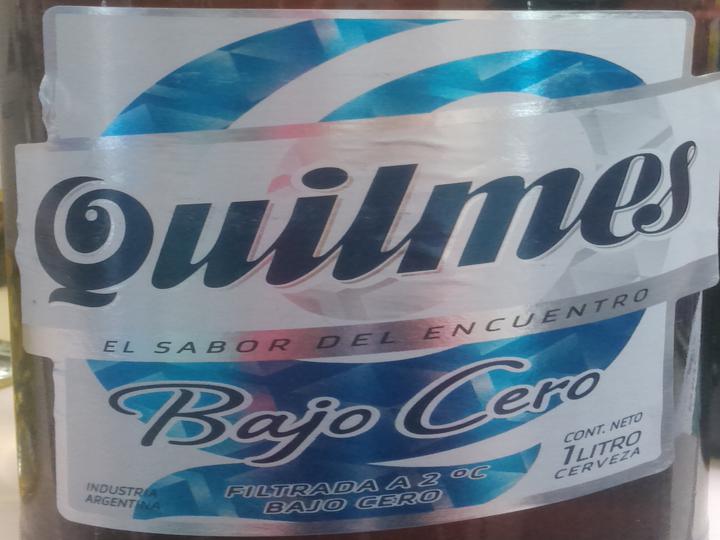 Quilmes
EL SABOR DEL ENCUENTRO
Bajo Cero
CONT. NETO
1 LITRO
CERVEZA
INDUSTRIA
ARGENTINA
FILTRADA A 2 ºC
BAJO CERO